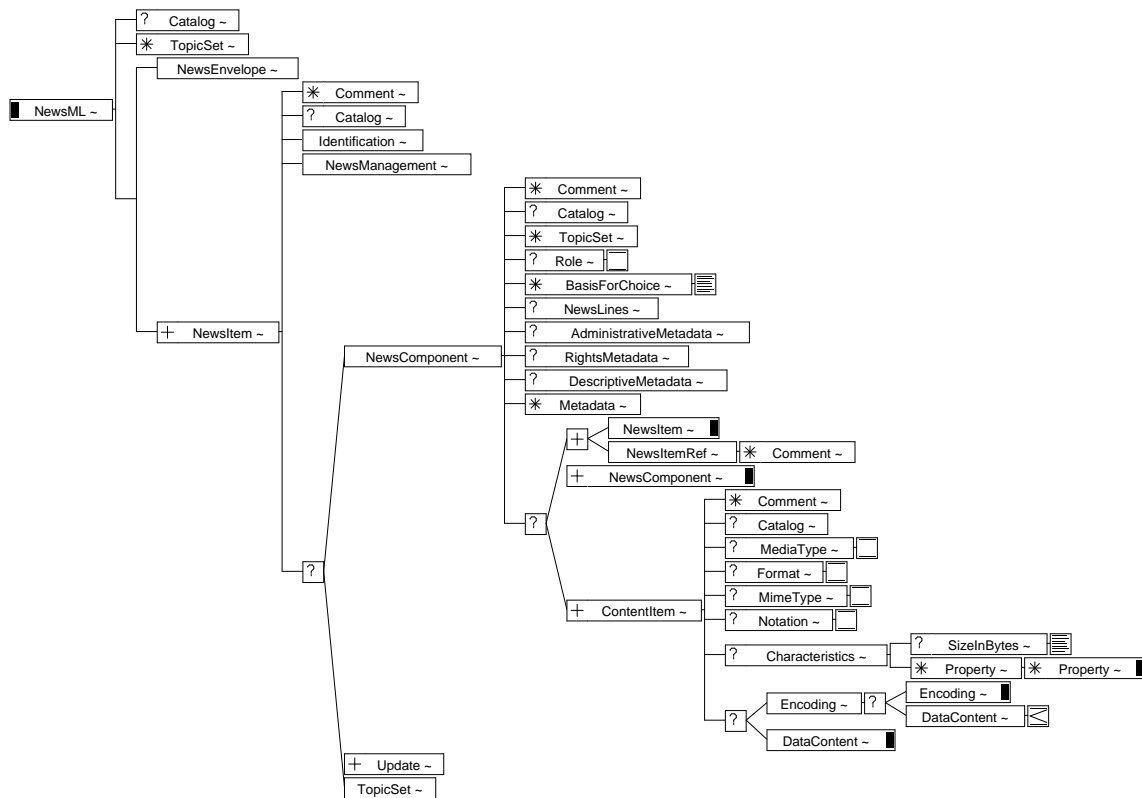 ? Catalog ~
* TopicSet ~
NewsEnvelope ~
* Comment ~
NewsML ~
? Catalog ~
Identification ~
NewsManagement ~
* Comment ~
? Catalog ~
* TopicSet ~
? Role ~
* BasisForChoice ~
? NewsLines ~
+ NewsItem ~
? AdministrativeMetadata ~
NewsComponent ~
? RightsMetadata ~
? DescriptiveMetadata ~
* Metadata ~
NewsItem ~
+
NewsItemRef ~
* Comment ~
+ NewsComponent ~
* Comment ~
?
? Catalog ~
? MediaType ~
?
? Format ~
? MimeType ~
+ ContentItem ~
? Notation ~
? SizeInBytes ~
? Characteristics ~
* Property ~
* Property ~
Encoding ~
Encoding ~
?
?
DataContent ~
DataContent ~
+ Update ~
TopicSet ~